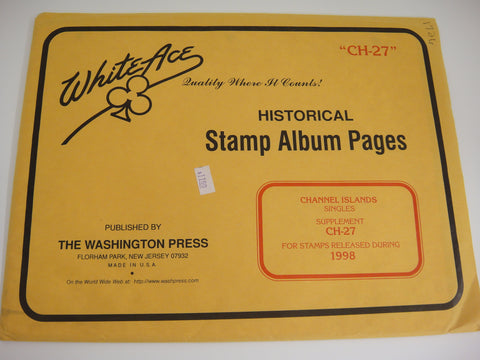 "CH-27"
White Ace
Quality Where It Counts!
HISTORICAL
Stamp Album Pages
CHANNEL ISLANDS
SINGLES
SUPPLEMENT
CH-27
FOR STAMPS RELEASED DURING
1998
PUBLISHED BY
THE WASHINGTON PRESS
FLORHAM PARK, NEW JERSEY 07932
MADE IN U.S.A.
On the World Wide Web at: http://www.washpress.com